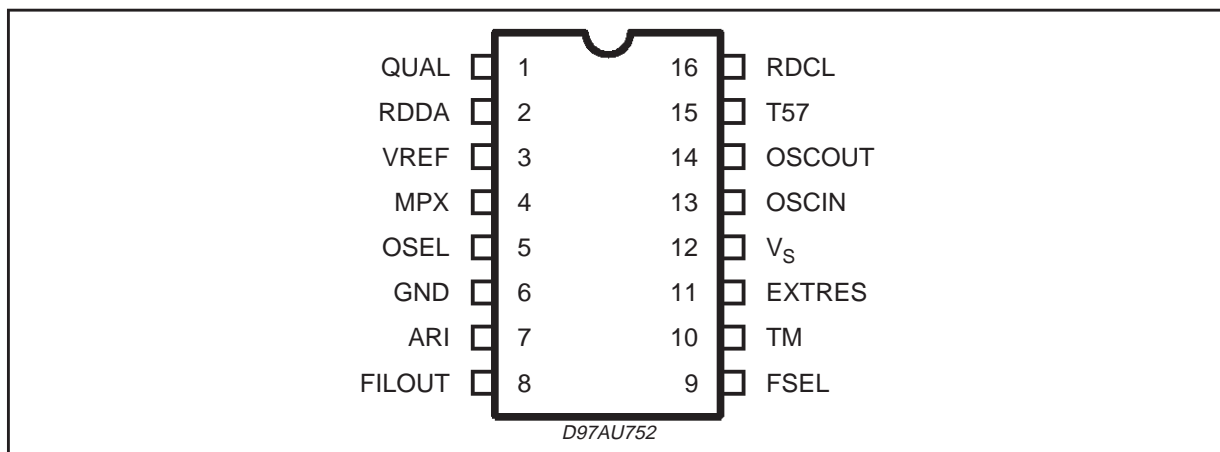 QUAL 1 16 RDCL
RDDA 2 15 T57
VREF 3 14 OSCOUT
MPX 4 13 OSCIN
OSEL 5 12 VS
GND 6 11 EXTRES
ARI 7 10 TM
FILOUT 8 9 FSEL
D97AU752